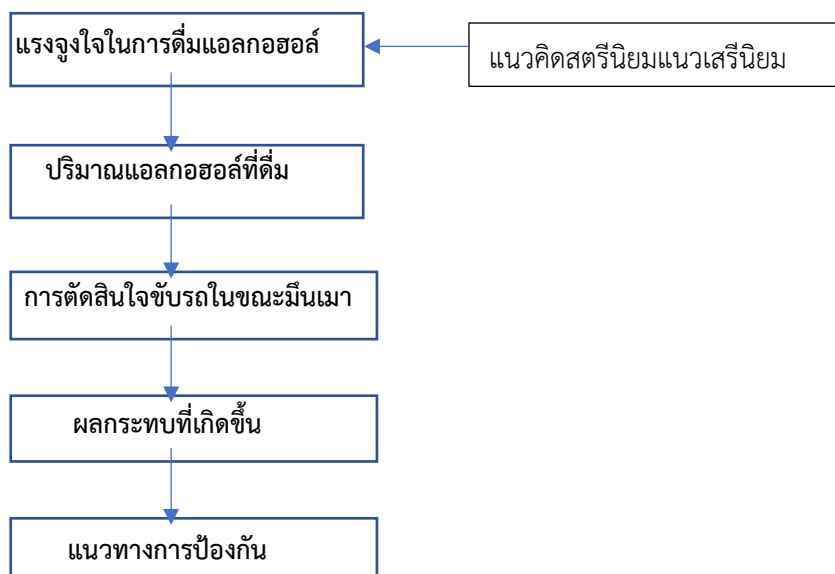 แรงจูงใจในการดื่มแอลกอฮอล์
แนวคิดสตรีนิยมแนวเสรีนิยม
ปริมาณแอลกอฮอล์ที่ดื่ม
การตัดสินใจขับรถในขณะมึนเมา
ผลกระทบที่เกิดขึ้น
แนวทางการป้องกัน